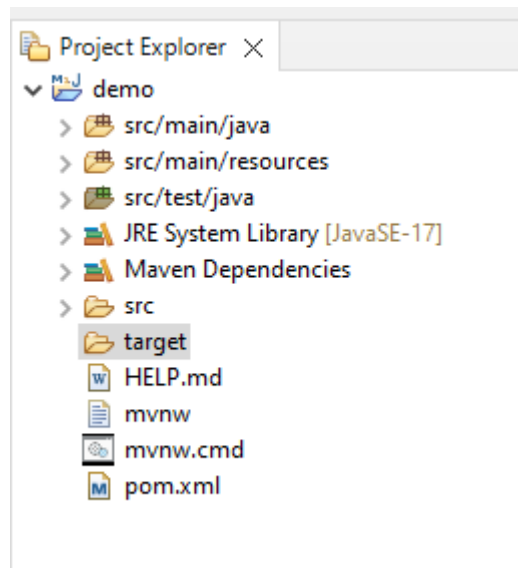 Project Explorer
demo
src/main/java
src/main/resources
src/test/java
JRE System Library [JavaSE-17]
Maven Dependencies
src
target
HELP.md
mvnw
mvnw.cmd
pom.xml